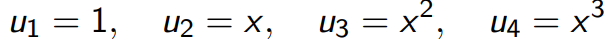 u₁ = 1, u₂ = x, u₃ = x², u₄ = x³